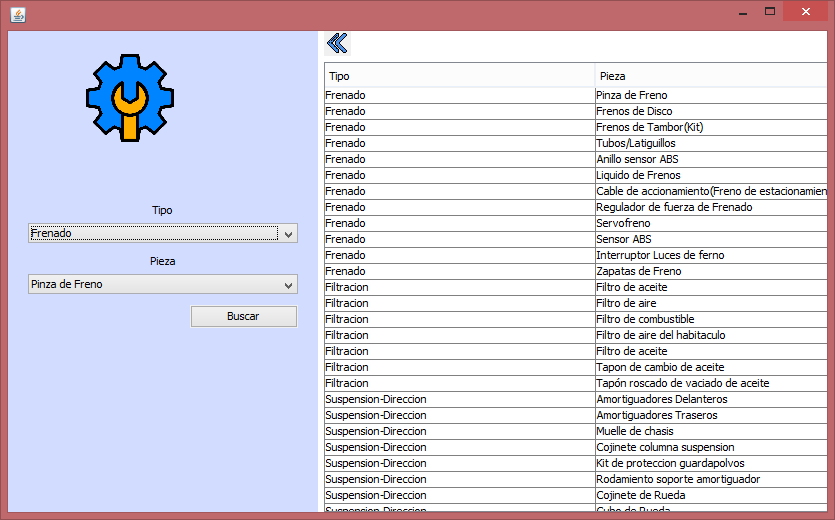 Tipo
Frenado
Pieza
Pinza de Freno
Buscar
Tipo Pieza
Frenado Pinza de Freno
Frenado Frenos de Disco
Frenado Frenos de Tambor(Kit)
Frenado Tubos/Latiguillos
Frenado Anillo sensor ABS
Frenado Liquido de Frenos
Frenado Cable de accionamiento(Freno de estacionamien
Frenado Regulador de fuerza de Frenado
Frenado Servofreno
Frenado Sensor ABS
Frenado Interruptor Luces de ferno
Frenado Zapatas de Freno
Filtracion Filtro de aceite
Filtracion Filtro de aire
Filtracion Filtro de combustible
Filtracion Filtro de aire del habitaculo
Filtracion Filtro de aceite
Filtracion Tapon de cambio de aceite
Filtracion Tapón roscado de vaciado de aceite
Suspension-Direccion Amortiguadores Delanteros
Suspension-Direccion Amortiguadores Traseros
Suspension-Direccion Muelle de chasis
Suspension-Direccion Cojinete columna suspension
Suspension-Direccion Kit de proteccion guardapolvos
Suspension-Direccion Rodamiento soporte amortiguador
Suspension-Direccion Cojinete de Rueda
Suspension-Direccion Cubo de Rueda